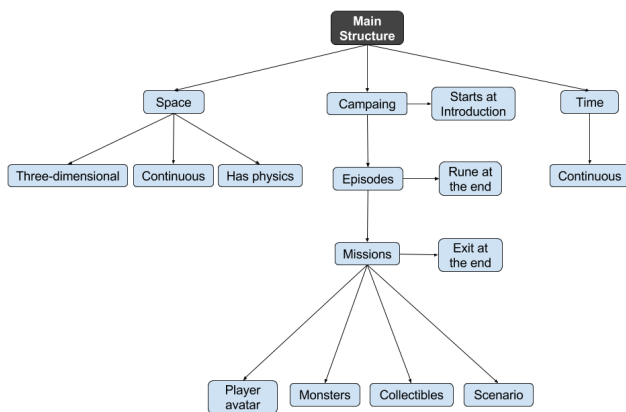 Main
Structure
Space
Campaing
Starts at
Introduction
Time
Three-dimensional
Continuous
Has physics
Episodes
Rune at
the end
Continuous
Missions
Exit at
the end
Player
avatar
Monsters
Collectibles
Scenario